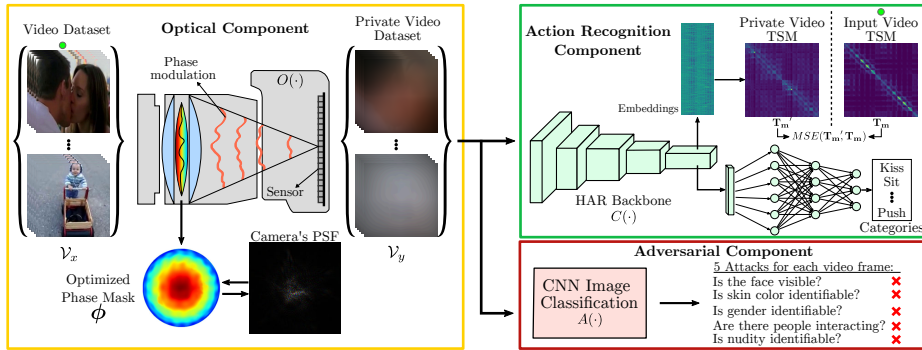 Video Dataset
Optical Component
Private Video
Dataset
Phase
modulation
O(·)
Sensor
𝒱x
𝒱y
Camera's PSF
Optimized
Phase Mask
ϕ
Action Recognition
Component
Private Video
TSM
Input Video
TSM
Embeddings
Tm′
Tm
MSE(Tm′, Tm)
HAR Backbone
C(·)
Kiss
Sit
Push
Categories
Adversarial Component
CNN Image
Classification
A(·)
5 Attacks for each video frame:
Is the face visible?
Is skin color identifiable?
Is gender identifiable?
Are there people interacting?
Is nudity identifiable?